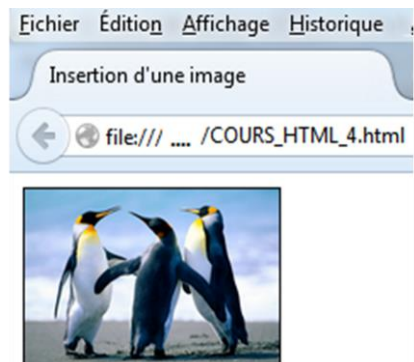 Fichier Édition Affichage Historique
Insertion d'une image
file:/// .... /COURS_HTML_4.html